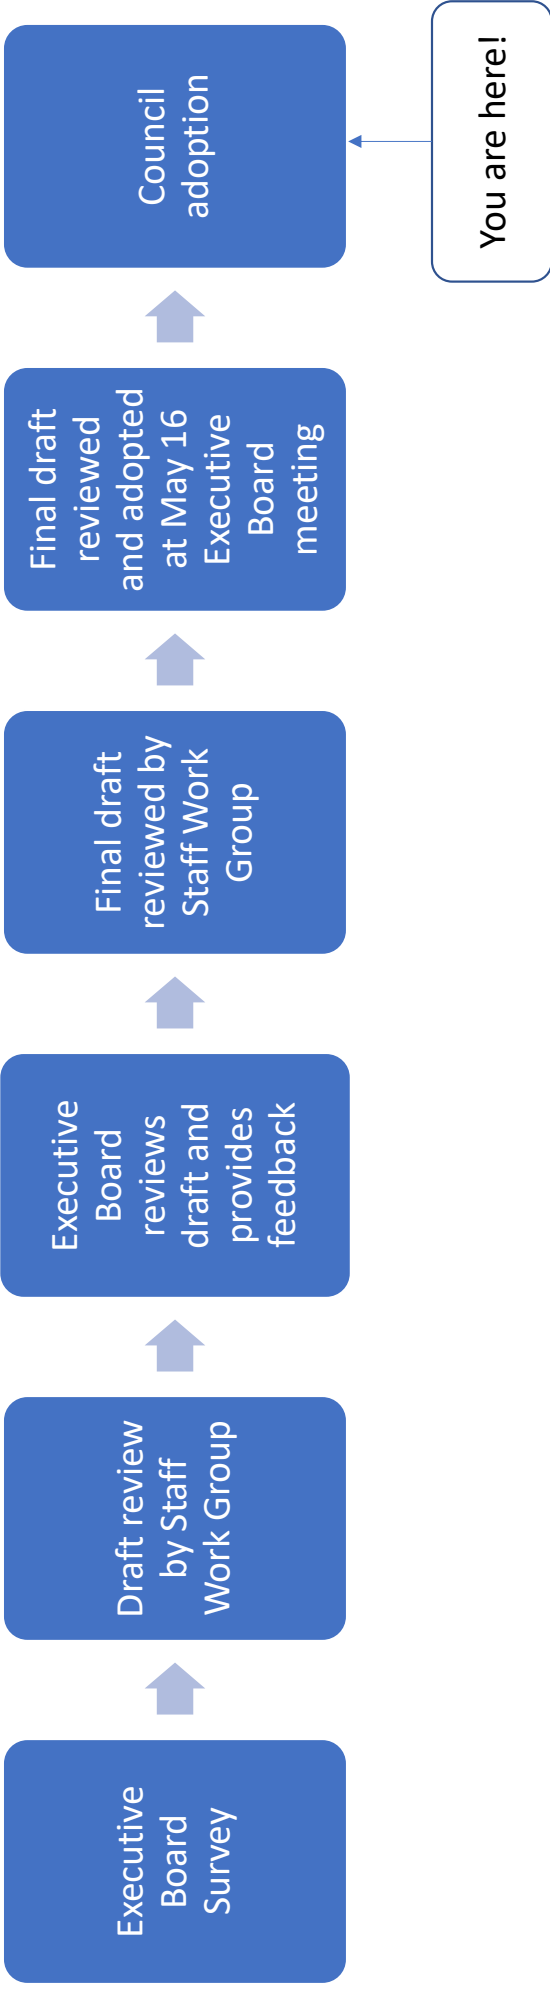 Executive
Board
Survey
Draft review
by Staff
Work Group
Executive
Board
reviews
draft and
provides
feedback
Final draft
reviewed by
Staff Work
Group
Final draft
reviewed
and adopted
at May 16
Executive
Board
meeting
Council
adoption
You are here!